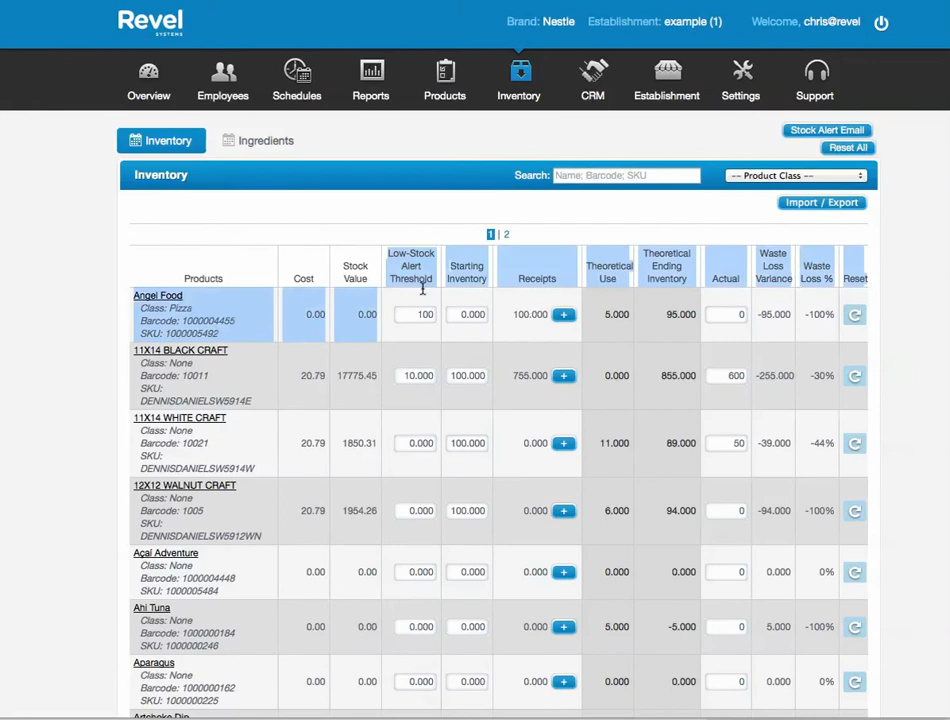 Revel
SYSTEMS
Brand: Nestle Establishment: example (1) Welcome, chris@revel
Overview Employees Schedules Reports Products Inventory CRM Establishment Settings Support
Inventory Ingredients
Stock Alert Email
Reset All
Inventory Search: Name; Barcode; SKU -- Product Class --
Import / Export
1 | 2
Products Cost Stock Value Low-Stock Alert Threshold Starting Inventory Receipts Theoretical Use Theoretical Ending Inventory Actual Waste Loss Variance Waste Loss % Reset
Angel Food
Class: Pizza
Barcode: 1000004455
SKU: 1000005492
0.00 0.00 100 0.000 100.000 + 5.000 95.000 0 -95.000 -100%
11X14 BLACK CRAFT
Class: None
Barcode: 10011
SKU:
DENNISDANIELSW5914E
20.79 17775.45 10.000 100.000 755.000 + 0.000 855.000 600 -255.000 -30%
11X14 WHITE CRAFT
Class: None
Barcode: 10021
SKU:
DENNISDANIELSW5914W
20.79 1850.31 0.000 100.000 0.000 + 11.000 89.000 50 -39.000 -44%
12X12 WALNUT CRAFT
Class: None
Barcode: 1005
SKU:
DENNISDANIELSW5912WN
20.79 1954.26 0.000 100.000 0.000 + 6.000 94.000 0 -94.000 -100%
Açaí Adventure
Class: None
Barcode: 1000004448
SKU: 1000005484
0.00 0.00 0.000 0.000 0.000 + 0.000 0.000 0 0.000 0%
Ahi Tuna
Class: None
Barcode: 1000000184
SKU: 1000000246
0.00 0.00 0.000 0.000 0.000 + 5.000 -5.000 0 5.000 -100%
Aparagus
Class: None
Barcode: 1000000162
SKU: 1000000225
0.00 0.00 0.000 0.000 0.000 + 0.000 0.000 0 0.000 0%